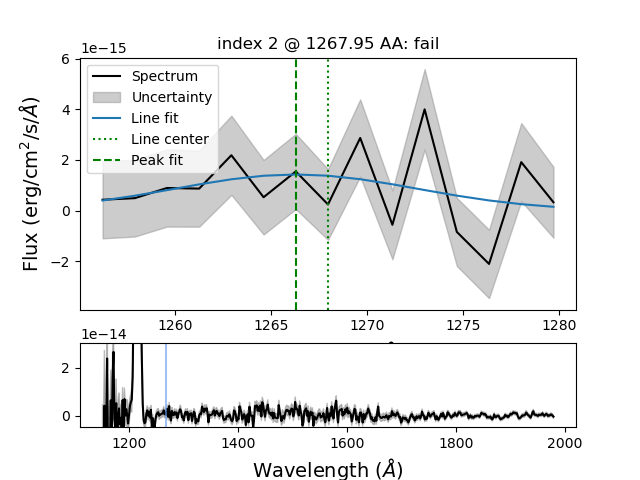 index 2 @ 1267.95 AA: fail
1e−15
Spectrum
Uncertainty
Line fit
Line center
Peak fit
6
4
2
0
−2
Flux (erg/cm²/s/Å)
1260 1265 1270 1275 1280
1e−14
2
0
1200 1400 1600 1800 2000
Wavelength (Å)